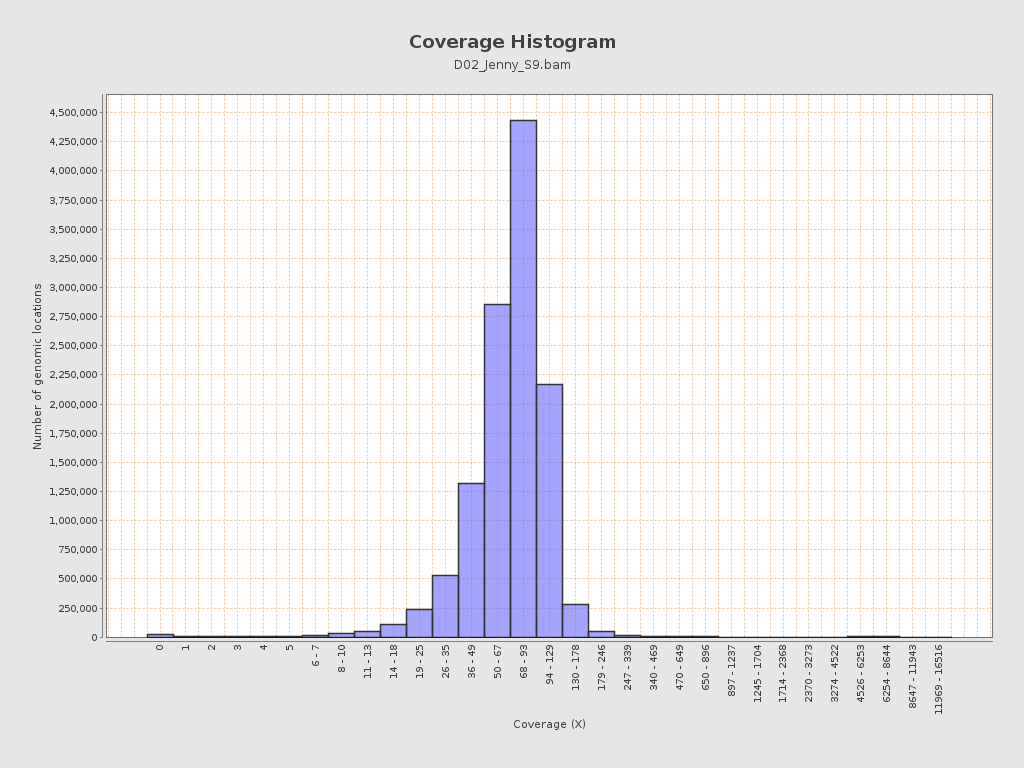 Coverage Histogram
D02_Jenny_S9.bam
Number of genomic locations
4,500,000
4,250,000
4,000,000
3,750,000
3,500,000
3,250,000
3,000,000
2,750,000
2,500,000
2,250,000
2,000,000
1,750,000
1,500,000
1,250,000
1,000,000
750,000
500,000
250,000
0
0
1
2
3
4
5
6 - 7
8 - 10
11 - 13
14 - 18
19 - 25
26 - 35
36 - 49
50 - 67
68 - 93
94 - 129
130 - 178
179 - 246
247 - 339
340 - 469
470 - 649
650 - 896
897 - 1237
1245 - 1704
1714 - 2368
2370 - 3273
3274 - 4522
4526 - 6253
6254 - 8644
8647 - 11943
11969 - 16516
Coverage (X)